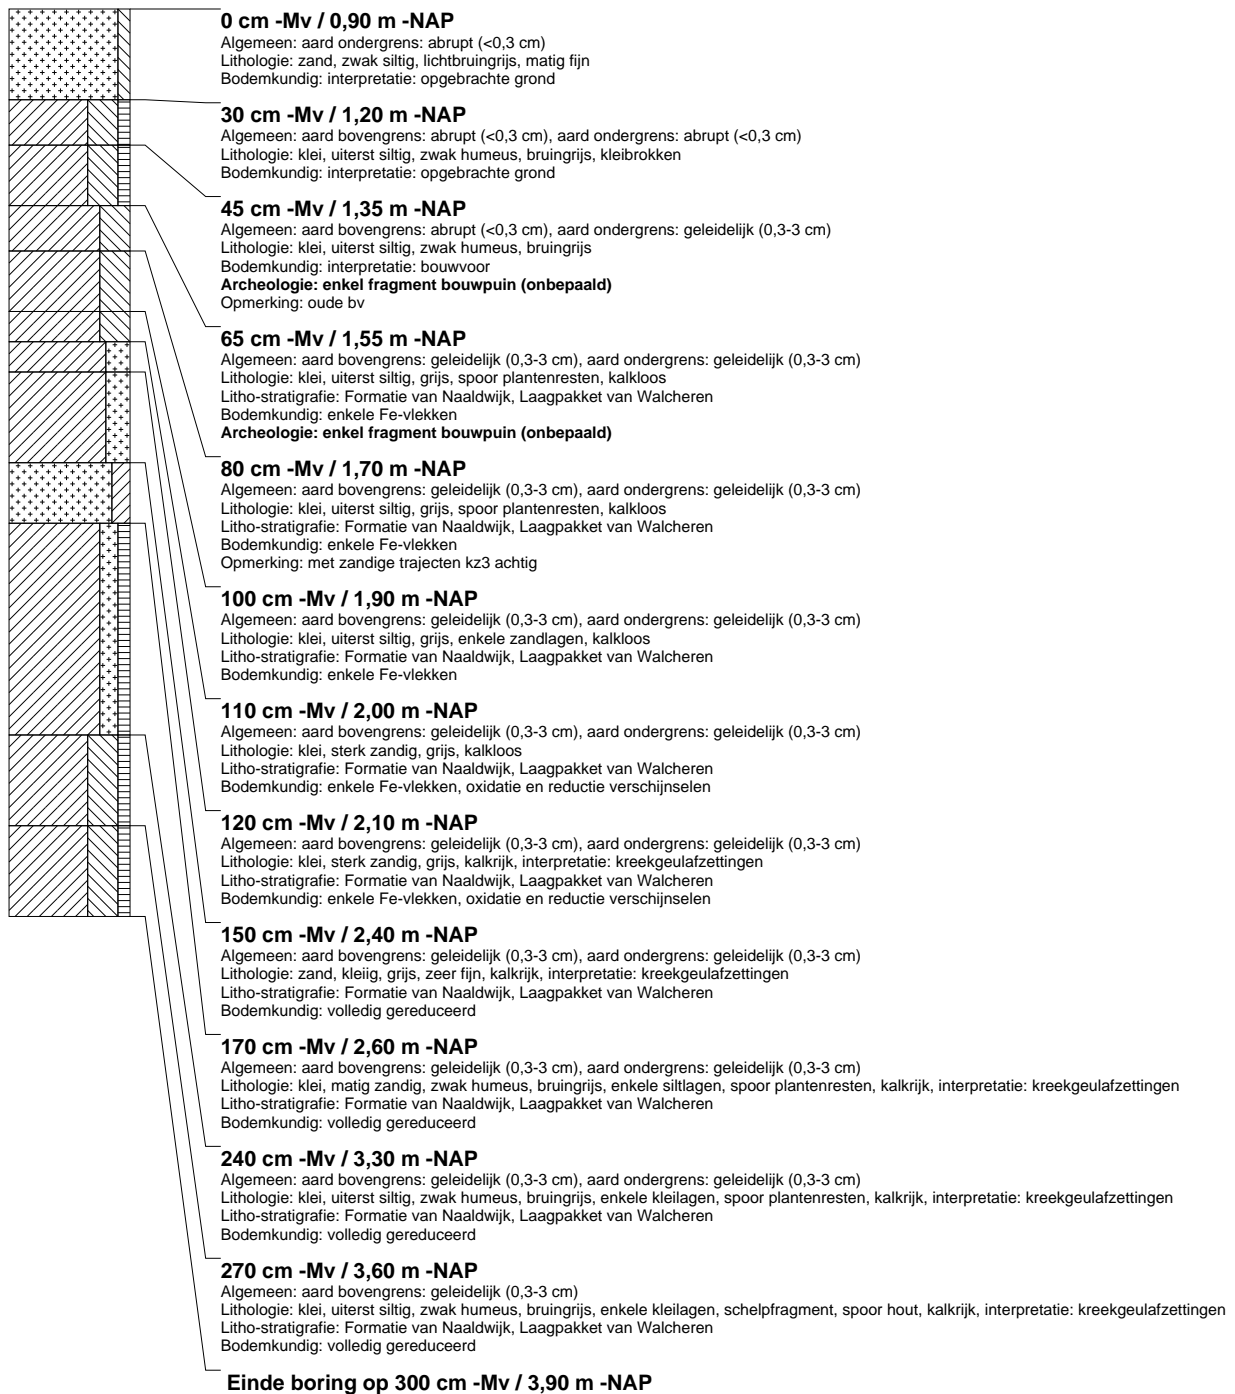 0 cm -Mv / 0,90 m -NAP
Algemeen: aard ondergrens: abrupt (<0,3 cm)
Lithologie: zand, zwak siltig, lichtbruingrijs, matig fijn
Bodemkundig: interpretatie: opgebrachte grond
30 cm -Mv / 1,20 m -NAP
Algemeen: aard bovengrens: abrupt (<0,3 cm), aard ondergrens: abrupt (<0,3 cm)
Lithologie: klei, uiterst siltig, zwak humeus, bruingrijs, kleibrokken
Bodemkundig: interpretatie: opgebrachte grond
45 cm -Mv / 1,35 m -NAP
Algemeen: aard bovengrens: abrupt (<0,3 cm), aard ondergrens: geleidelijk (0,3-3 cm)
Lithologie: klei, uiterst siltig, zwak humeus, bruingrijs
Bodemkundig: interpretatie: bouwvoor
Archeologie: enkel fragment bouwpuin (onbepaald)
Opmerking: oude bv
65 cm -Mv / 1,55 m -NAP
Algemeen: aard bovengrens: geleidelijk (0,3-3 cm), aard ondergrens: geleidelijk (0,3-3 cm)
Lithologie: klei, uiterst siltig, grijs, spoor plantenresten, kalkloos
Litho-stratigrafie: Formatie van Naaldwijk, Laagpakket van Walcheren
Bodemkundig: enkele Fe-vlekken
Archeologie: enkel fragment bouwpuin (onbepaald)
80 cm -Mv / 1,70 m -NAP
Algemeen: aard bovengrens: geleidelijk (0,3-3 cm), aard ondergrens: geleidelijk (0,3-3 cm)
Lithologie: klei, uiterst siltig, grijs, spoor plantenresten, kalkloos
Litho-stratigrafie: Formatie van Naaldwijk, Laagpakket van Walcheren
Bodemkundig: enkele Fe-vlekken
Opmerking: met zandige trajecten kz3 achtig
100 cm -Mv / 1,90 m -NAP
Algemeen: aard bovengrens: geleidelijk (0,3-3 cm), aard ondergrens: geleidelijk (0,3-3 cm)
Lithologie: klei, uiterst siltig, grijs, enkele zandlagen, kalkloos
Litho-stratigrafie: Formatie van Naaldwijk, Laagpakket van Walcheren
Bodemkundig: enkele Fe-vlekken
110 cm -Mv / 2,00 m -NAP
Algemeen: aard bovengrens: geleidelijk (0,3-3 cm), aard ondergrens: geleidelijk (0,3-3 cm)
Lithologie: klei, sterk zandig, grijs, kalkloos
Litho-stratigrafie: Formatie van Naaldwijk, Laagpakket van Walcheren
Bodemkundig: enkele Fe-vlekken, oxidatie en reductie verschijnselen
120 cm -Mv / 2,10 m -NAP
Algemeen: aard bovengrens: geleidelijk (0,3-3 cm), aard ondergrens: geleidelijk (0,3-3 cm)
Lithologie: klei, sterk zandig, grijs, kalkrijk, interpretatie: kreekgeulafzettingen
Litho-stratigrafie: Formatie van Naaldwijk, Laagpakket van Walcheren
Bodemkundig: enkele Fe-vlekken, oxidatie en reductie verschijnselen
150 cm -Mv / 2,40 m -NAP
Algemeen: aard bovengrens: geleidelijk (0,3-3 cm), aard ondergrens: geleidelijk (0,3-3 cm)
Lithologie: zand, kleiig, grijs, zeer fijn, kalkrijk, interpretatie: kreekgeulafzettingen
Litho-stratigrafie: Formatie van Naaldwijk, Laagpakket van Walcheren
Bodemkundig: volledig gereduceerd
170 cm -Mv / 2,60 m -NAP
Algemeen: aard bovengrens: geleidelijk (0,3-3 cm), aard ondergrens: geleidelijk (0,3-3 cm)
Lithologie: klei, matig zandig, zwak humeus, bruingrijs, enkele siltlagen, spoor plantenresten, kalkrijk, interpretatie: kreekgeulafzettingen
Litho-stratigrafie: Formatie van Naaldwijk, Laagpakket van Walcheren
Bodemkundig: volledig gereduceerd
240 cm -Mv / 3,30 m -NAP
Algemeen: aard bovengrens: geleidelijk (0,3-3 cm), aard ondergrens: geleidelijk (0,3-3 cm)
Lithologie: klei, uiterst siltig, zwak humeus, bruingrijs, enkele kleilagen, spoor plantenresten, kalkrijk, interpretatie: kreekgeulafzettingen
Litho-stratigrafie: Formatie van Naaldwijk, Laagpakket van Walcheren
Bodemkundig: volledig gereduceerd
270 cm -Mv / 3,60 m -NAP
Algemeen: aard bovengrens: geleidelijk (0,3-3 cm)
Lithologie: klei, uiterst siltig, zwak humeus, bruingrijs, enkele kleilagen, schelpfragment, spoor hout, kalkrijk, interpretatie: kreekgeulafzettingen
Litho-stratigrafie: Formatie van Naaldwijk, Laagpakket van Walcheren
Bodemkundig: volledig gereduceerd
Einde boring op 300 cm -Mv / 3,90 m -NAP